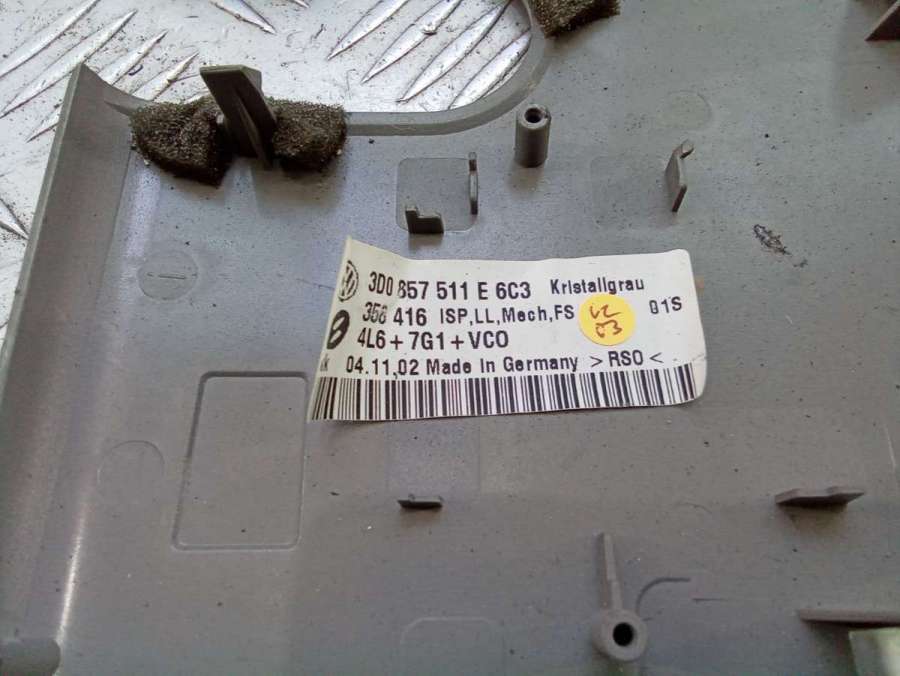 3D0 857 511 E 6C3 Kristallgrau
358 416 ISP,LL,Mech,FS 01S
4L6+7G1+VCO
04.11,02 Made In Germany >RSO<